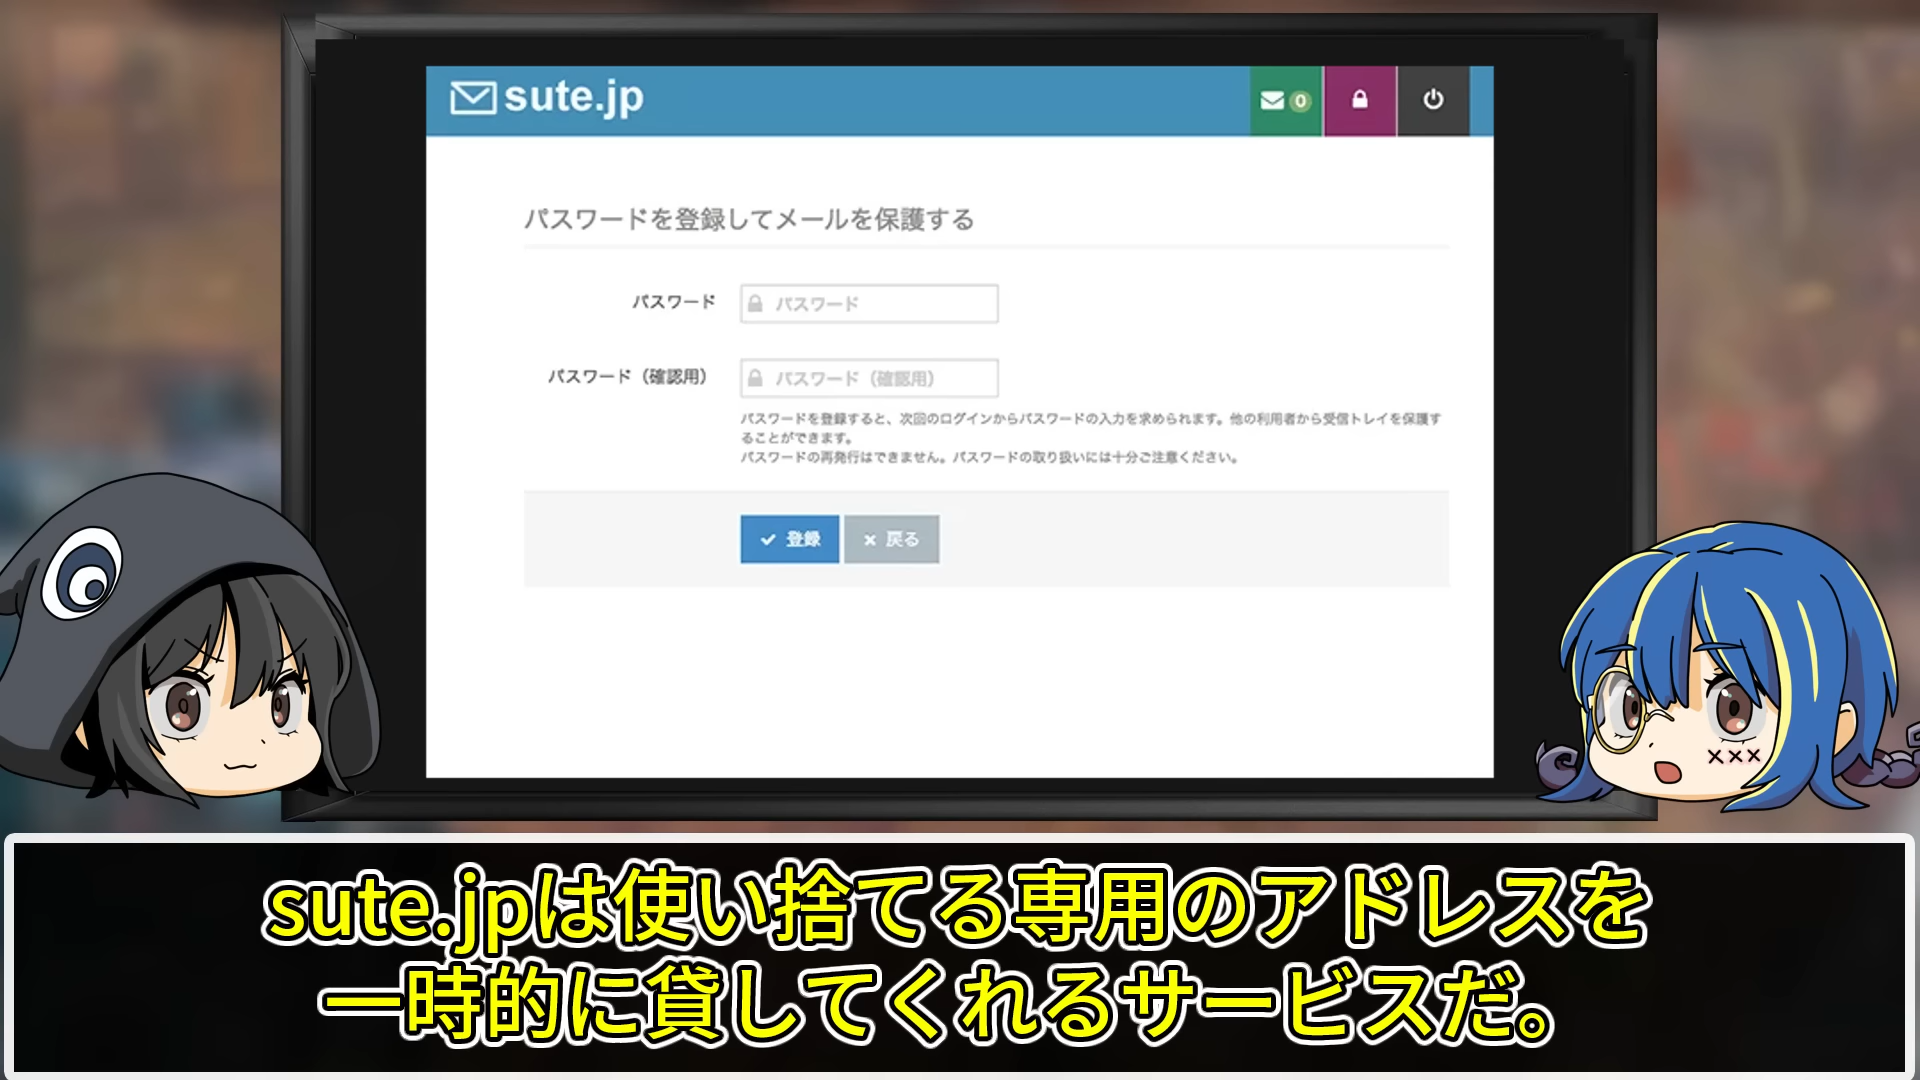 sute.jp
0
パスワードを登録してメールを保護する
パスワード
パスワード
パスワード（確認用）
パスワード（確認用）
パスワードを登録すると、次回のログインからパスワードの入力を求められます。他の利用者から受信トレイを保護す
ることができます。
パスワードの再発行はできません。パスワードの取り扱いには十分ご注意ください。
登録
戻る
sute.jpは使い捨てる専用のアドレスを
一時的に貸してくれるサービスだ。